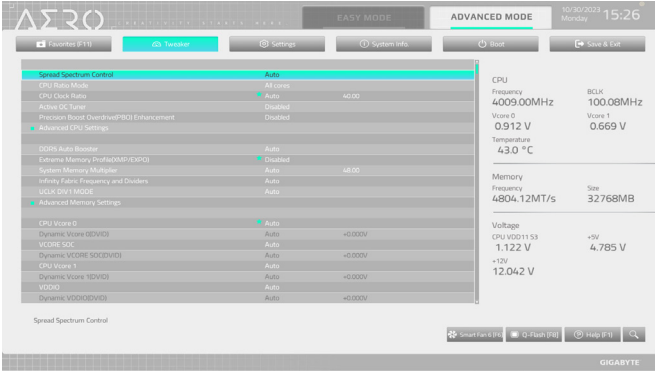 AERO
CREATIVITY STARTS HERE
EASY MODE
ADVANCED MODE
10/30/2023
Monday
15:26
Favorites (F11)
Tweaker
Settings
System Info.
Boot
Save & Exit
Spread Spectrum Control Auto
CPU Ratio Mode All cores
CPU Clock Ratio Auto 40.00
Active OC Tuner Disabled
Precision Boost Overdrive(PBO) Enhancement Disabled
Advanced CPU Settings
DDR5 Auto Booster Auto
Extreme Memory Profile(XMP/EXPO) Disabled
System Memory Multiplier Auto 48.00
Infinity Fabric Frequency and Dividers Auto
UCLK DIV1 MODE Auto
Advanced Memory Settings
CPU Vcore 0 Auto
Dynamic Vcore 0(DVID) Auto +0.000V
VCORE SOC Auto
Dynamic VCORE SOC(DVID) Auto +0.000V
CPU Vcore 1 Auto
Dynamic Vcore 1(DVID) Auto +0.000V
VDDIO Auto
Dynamic VDDIO(DVID) Auto +0.000V
CPU
Frequency BCLK
4009.00MHz 100.08MHz
Vcore 0 Vcore 1
0.912 V 0.669 V
Temperature
43.0 °C
Memory
Frequency Size
4804.12MT/s 32768MB
Voltage
CPU VDD11 S3 +5V
1.122 V 4.785 V
+12V
12.042 V
Spread Spectrum Control
Smart Fan 6 (F6)
Q-Flash (F8)
Help (F1)
GIGABYTE